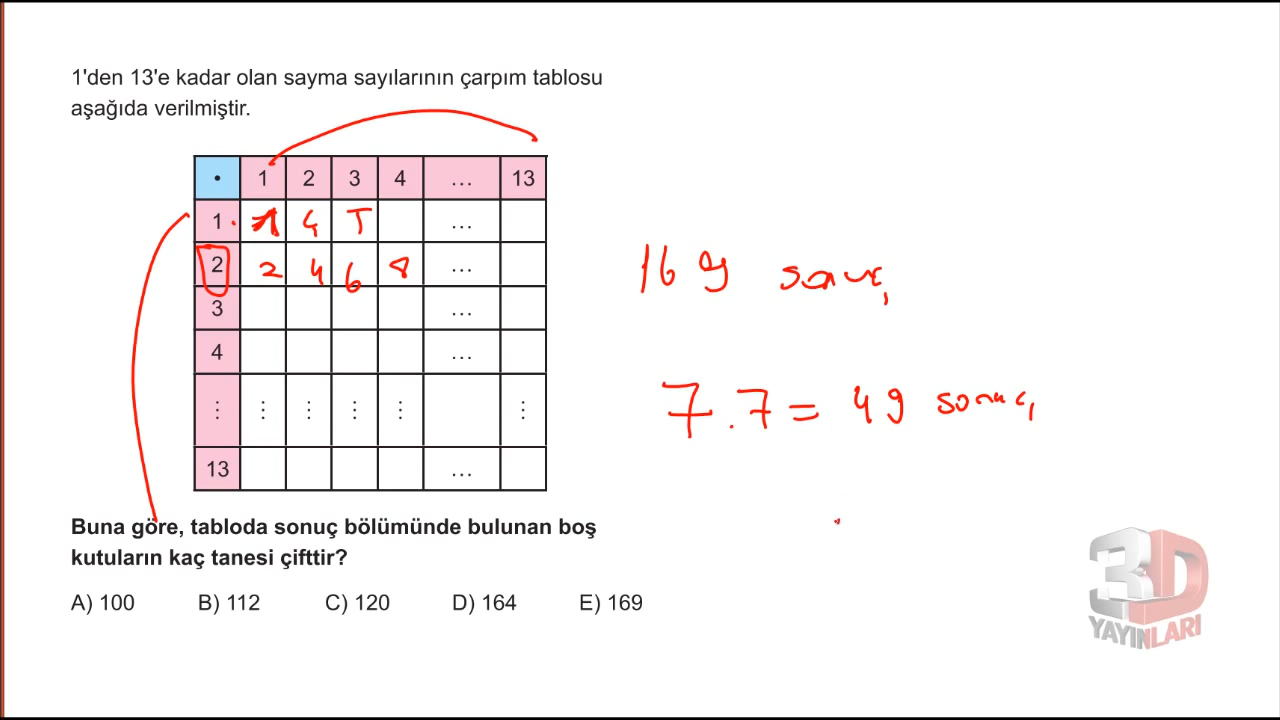 1'den 13'e kadar olan sayma sayılarının çarpım tablosu
aşağıda verilmiştir.
• 1 2 3 4 ... 13
1 . 1 Ç T ...
2 2 4 6 8 ...
3 ...
4 ...
⋮ ⋮ ⋮ ⋮ ⋮ ⋮
13 ...
169 sonuç
7.7 = 49 sonuç
Buna göre, tabloda sonuç bölümünde bulunan boş
kutuların kaç tanesi çifttir?
A) 100 B) 112 C) 120 D) 164 E) 169
3D
YAYINLARI